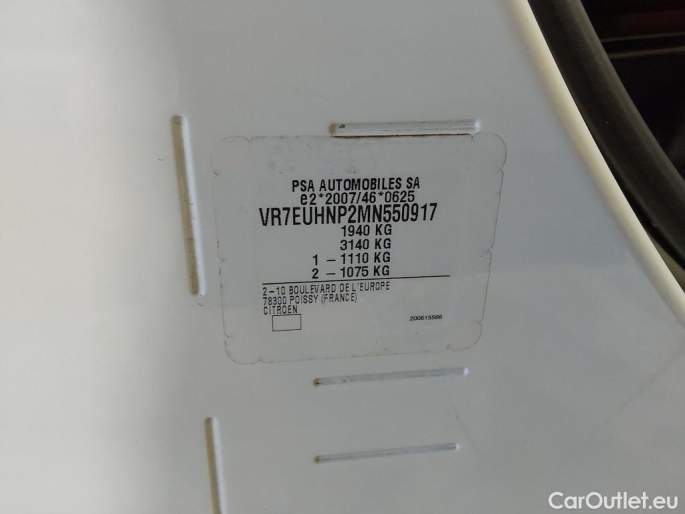 PSA AUTOMOBILES SA
e2*2007/46*0625
VR7EUHNP2MN550917
1940 KG
3140 KG
1 - 1110 KG
2 - 1075 KG
2-10 BOULEVARD DE L'EUROPE
78300 POISSY (FRANCE)
CITROEN
200615566
CarOutlet.eu